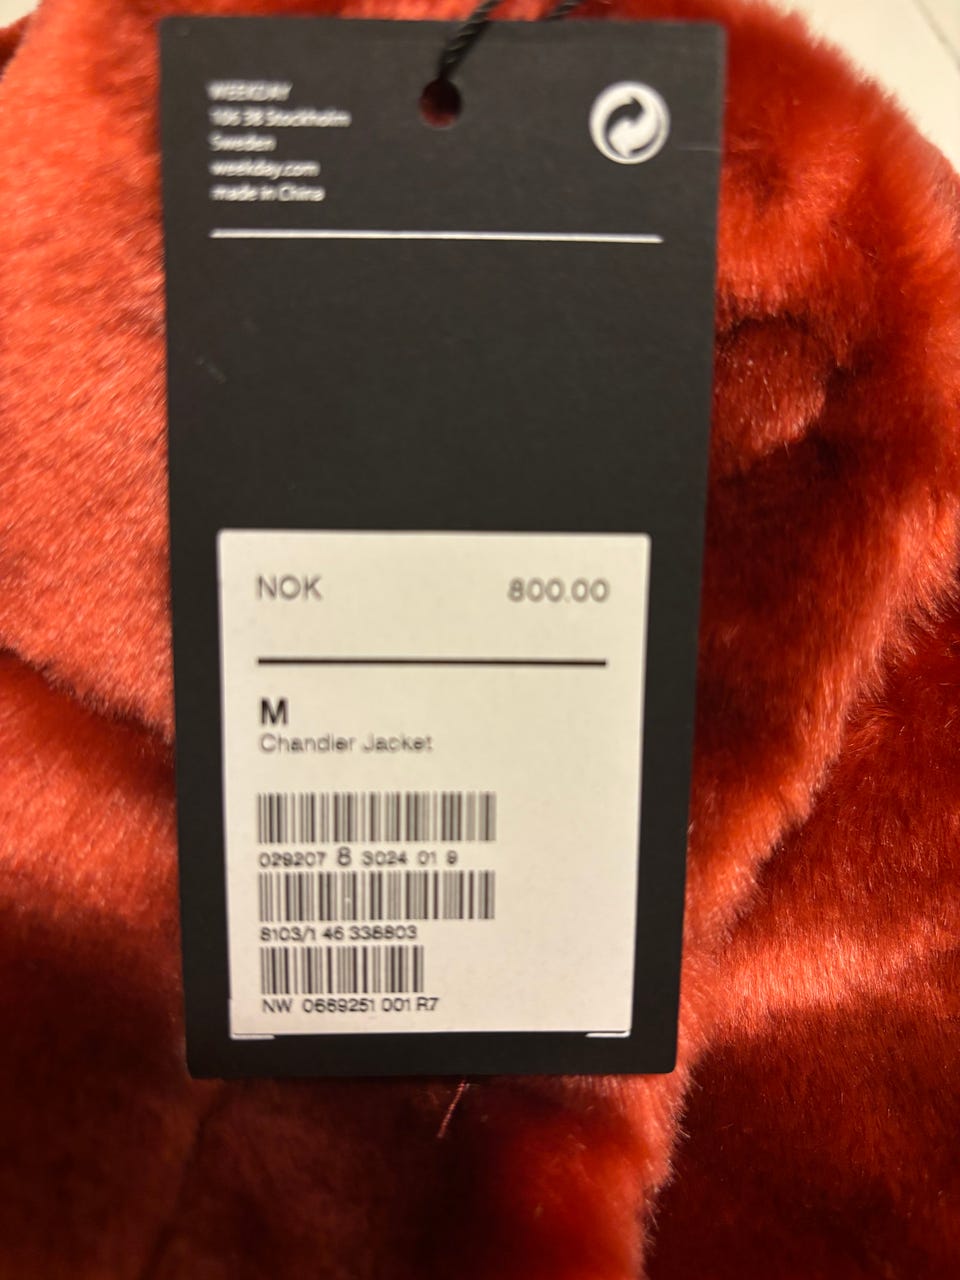 WEEKDAY
106 38 Stockholm
Sweden
weekday.com
made in China
NOK 800.00
M
Chandler Jacket
029207 8 3024 01 9
8103/1 46 338803
NW 0669251 001 R7